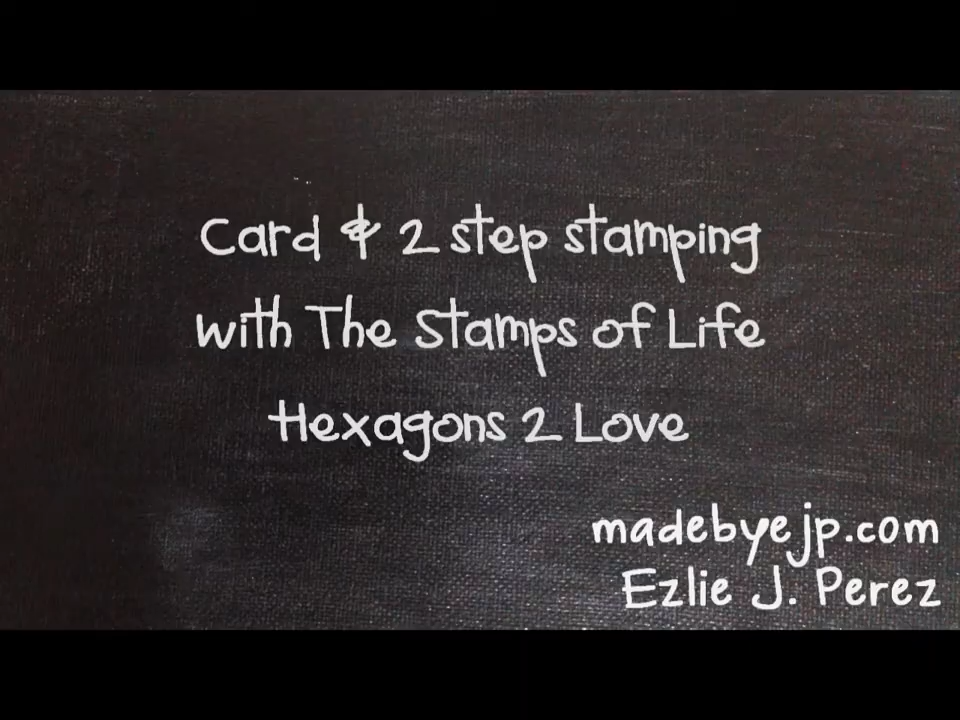 Card & 2 step stamping
with The Stamps of Life
Hexagons 2 Love
madebyejp.com
Ezlie J. Perez